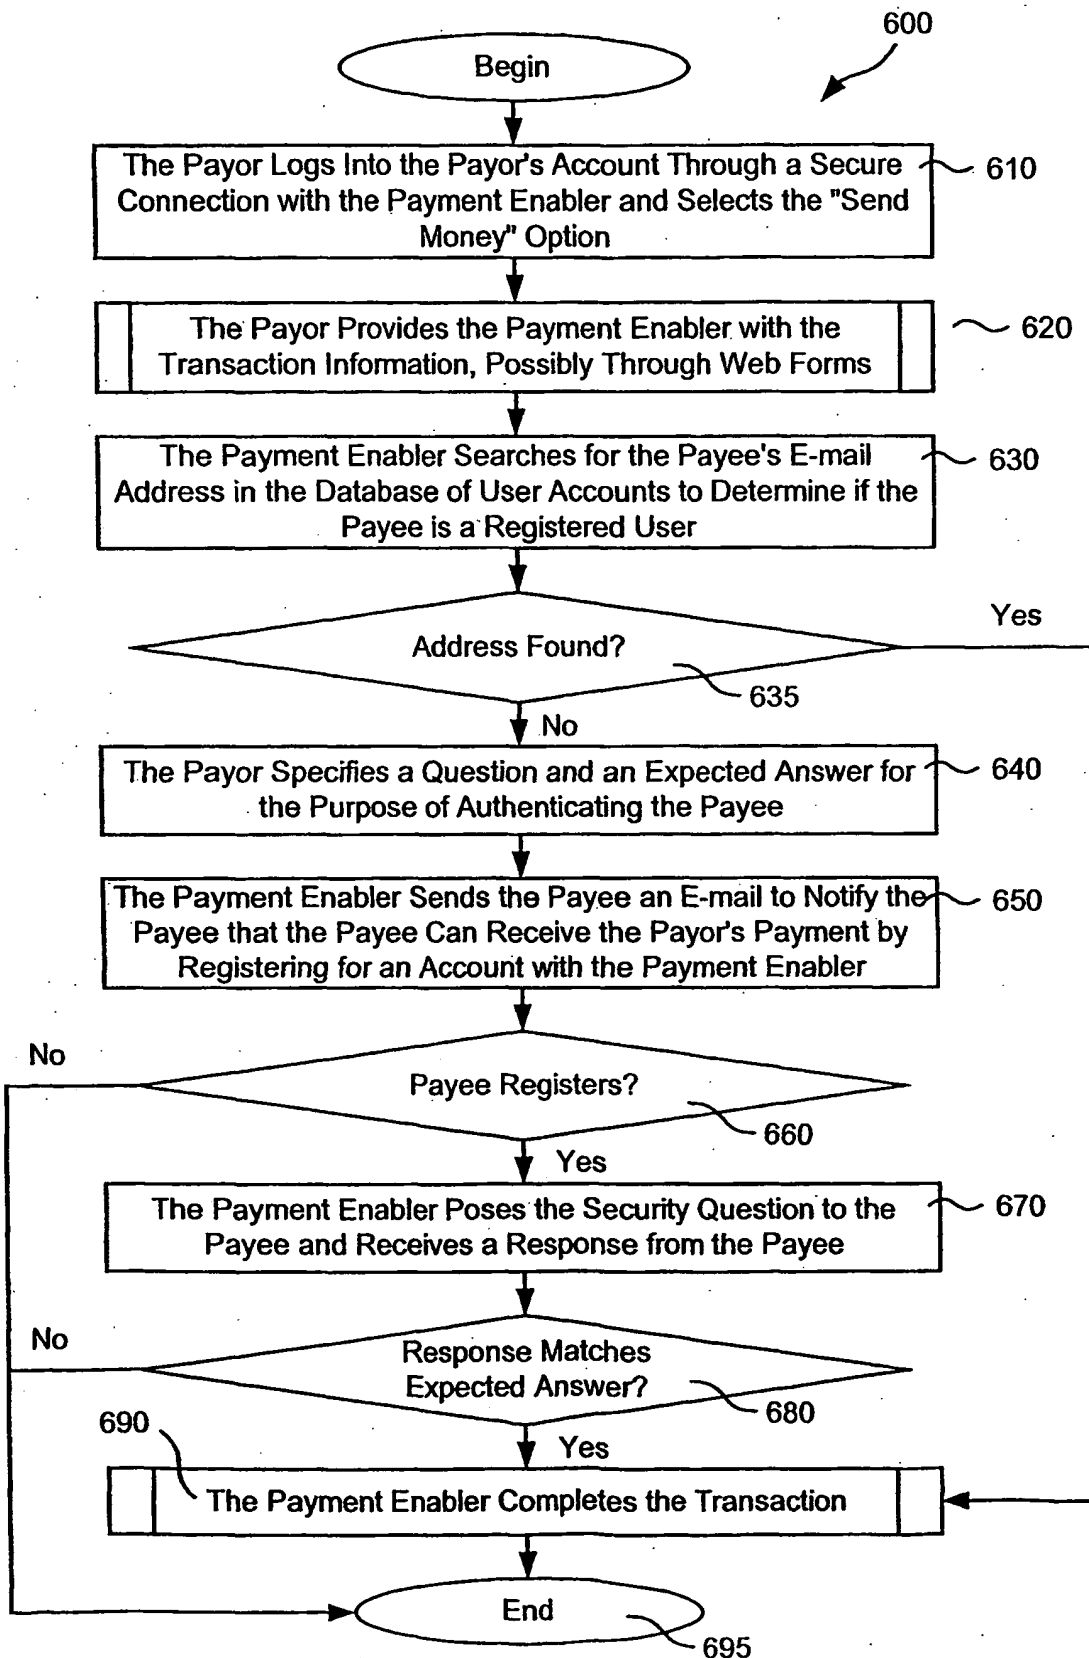 600
Begin
The Payor Logs Into the Payor's Account Through a Secure
610
Connection with the Payment Enabler and Selects the "Send
Money" Option
The Payor Provides the Payment Enabler with the
620
Transaction Information, Possibly Through Web Forms
The Payment Enabler Searches for the Payee's E-mail
630
Address in the Database of User Accounts to Determine if the
Payee is a Registered User
Yes
Address Found?
635
No
The Payor Specifies a Question and an Expected Answer for
640
the Purpose of Authenticating the Payee
The Payment Enabler Sends the Payee an E-mail to Notify the
650
Payee that the Payee Can Receive the Payor's Payment by
Registering for an Account with the Payment Enabler
No
Payee Registers?
660
Yes
The Payment Enabler Poses the Security Question to the
670
Payee and Receives a Response from the Payee
No
Response Matches
Expected Answer?
680
690
Yes
The Payment Enabler Completes the Transaction
End
695